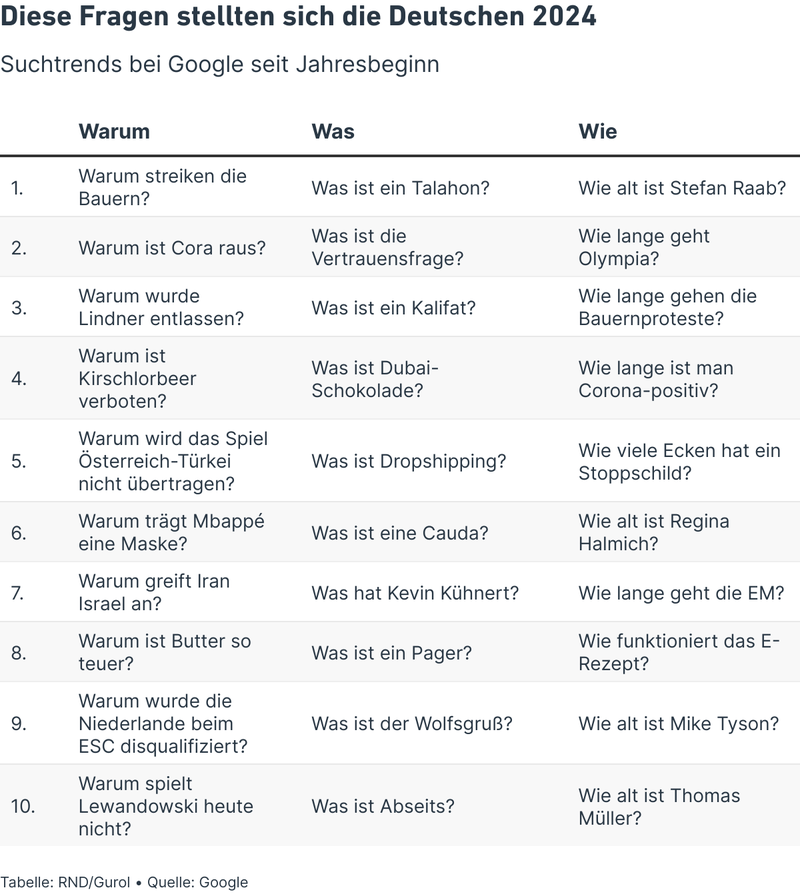 Diese Fragen stellten sich die Deutschen 2024
Suchtrends bei Google seit Jahresbeginn
Warum Was Wie
1. Warum streiken die
Bauern? Was ist ein Talahon? Wie alt ist Stefan Raab?
2. Warum ist Cora raus? Was ist die
Vertrauensfrage? Wie lange geht
Olympia?
3. Warum wurde
Lindner entlassen? Was ist ein Kalifat? Wie lange gehen die
Bauernproteste?
4. Warum ist
Kirschlorbeer
verboten? Was ist Dubai-
Schokolade? Wie lange ist man
Corona-positiv?
5. Warum wird das Spiel
Österreich-Türkei
nicht übertragen? Was ist Dropshipping? Wie viele Ecken hat ein
Stoppschild?
6. Warum trägt Mbappé
eine Maske? Was ist eine Cauda? Wie alt ist Regina
Halmich?
7. Warum greift Iran
Israel an? Was hat Kevin Kühnert? Wie lange geht die EM?
8. Warum ist Butter so
teuer? Was ist ein Pager? Wie funktioniert das E-
Rezept?
9. Warum wurde die
Niederlande beim
ESC disqualifiziert? Was ist der Wolfsgruß? Wie alt ist Mike Tyson?
10. Warum spielt
Lewandowski heute
nicht? Was ist Abseits? Wie alt ist Thomas
Müller?
Tabelle: RND/Gurol • Quelle: Google